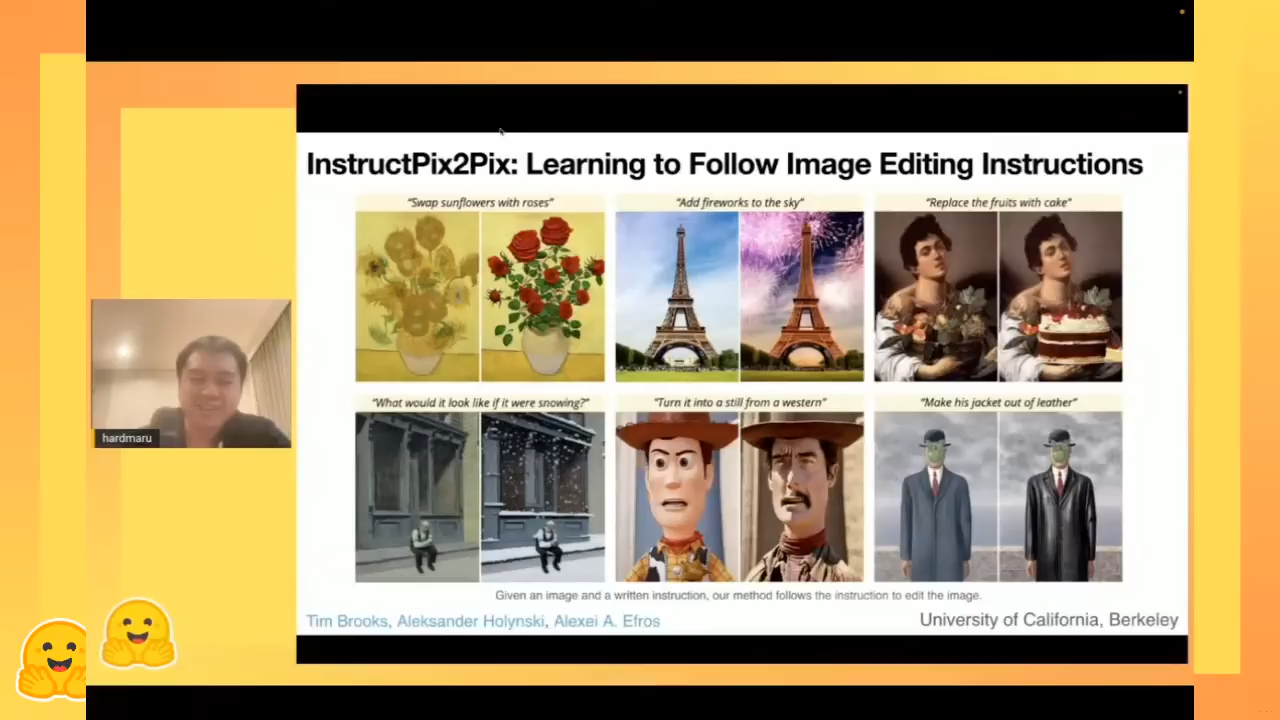 InstructPix2Pix: Learning to Follow Image Editing Instructions
"Swap sunflowers with roses"
"Add fireworks to the sky"
"Replace the fruits with cake"
"What would it look like if it were snowing?"
"Turn it into a still from a western"
"Make his jacket out of leather"
Given an image and a written instruction, our method follows the instruction to edit the image.
Tim Brooks, Aleksander Holynski, Alexei A. Efros
University of California, Berkeley
hardmaru